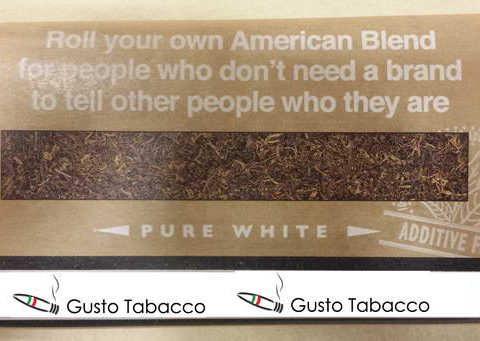 Roll your own American Blend
for people who don't need a brand
to tell other people who they are
PURE WHITE
ADDITIVE
Gusto Tabacco Gusto Tabacco